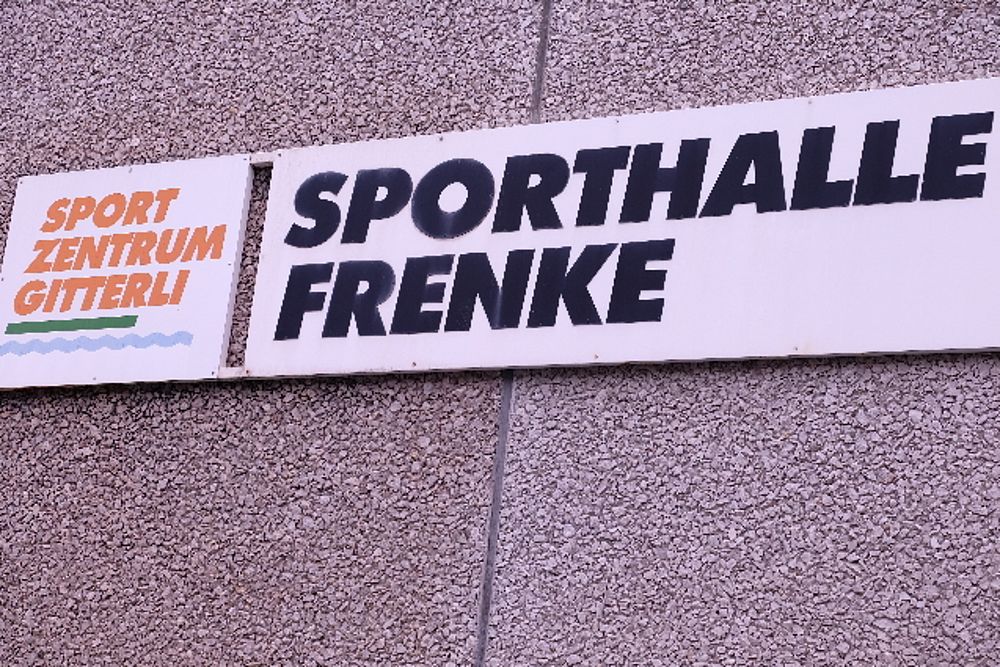 SPORT
ZENTRUM
GITTERLI
SPORTHALLE
FRENKE